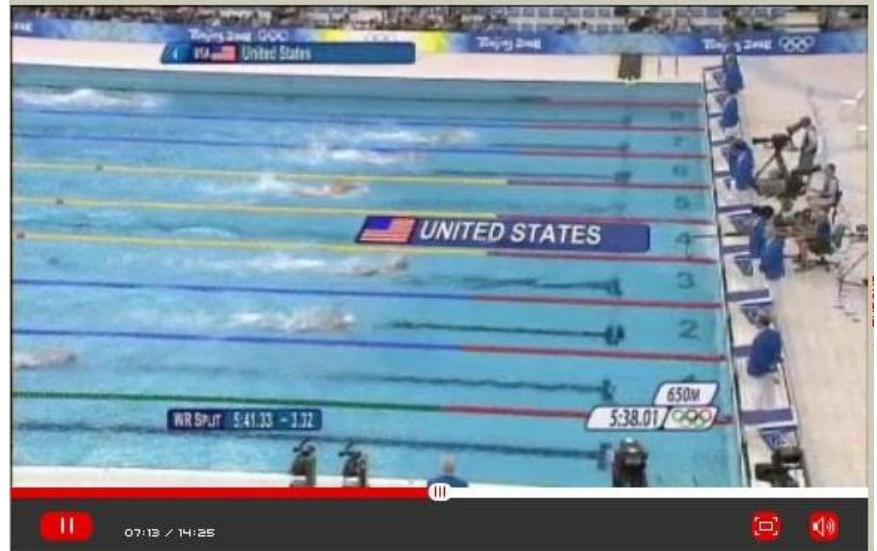 Beijing 2008
Beijing 2008
Beijing 2008
4 USA United States
8
7
6
5
UNITED STATES
4
3
2
1
650M
WR SPLIT 5:41.33 - 3.32
5:38.01
07:13 / 14:25